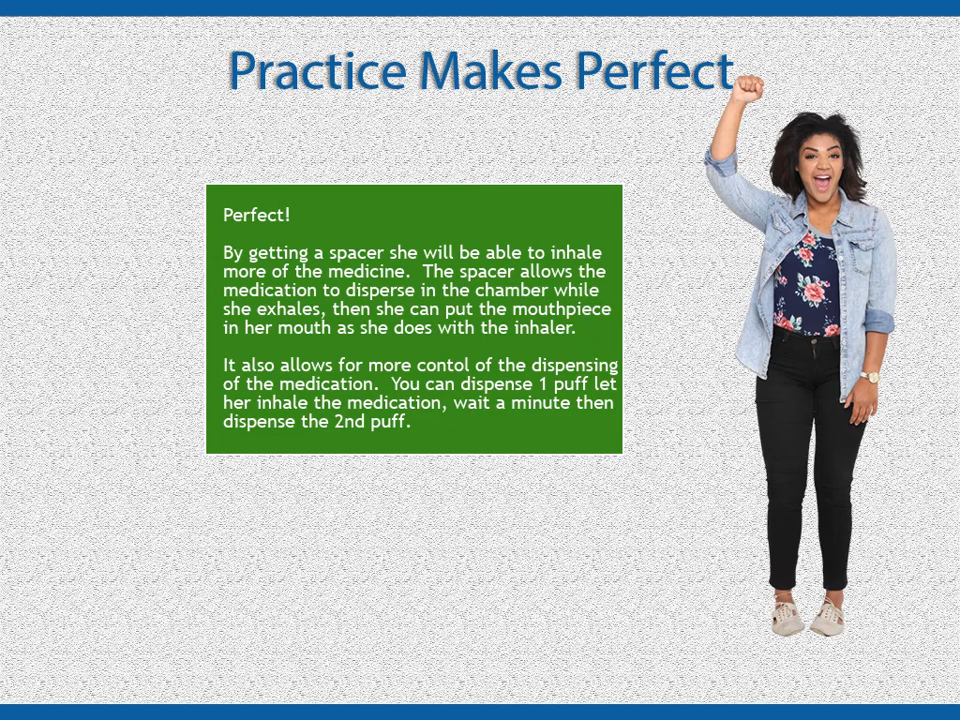 Practice Makes Perfect
Perfect!
By getting a spacer she will be able to inhale
more of the medicine.  The spacer allows the
medication to disperse in the chamber while
she exhales, then she can put the mouthpiece
in her mouth as she does with the inhaler.
It also allows for more contol of the dispensing
of the medication.  You can dispense 1 puff let
her inhale the medication, wait a minute then
dispense the 2nd puff.